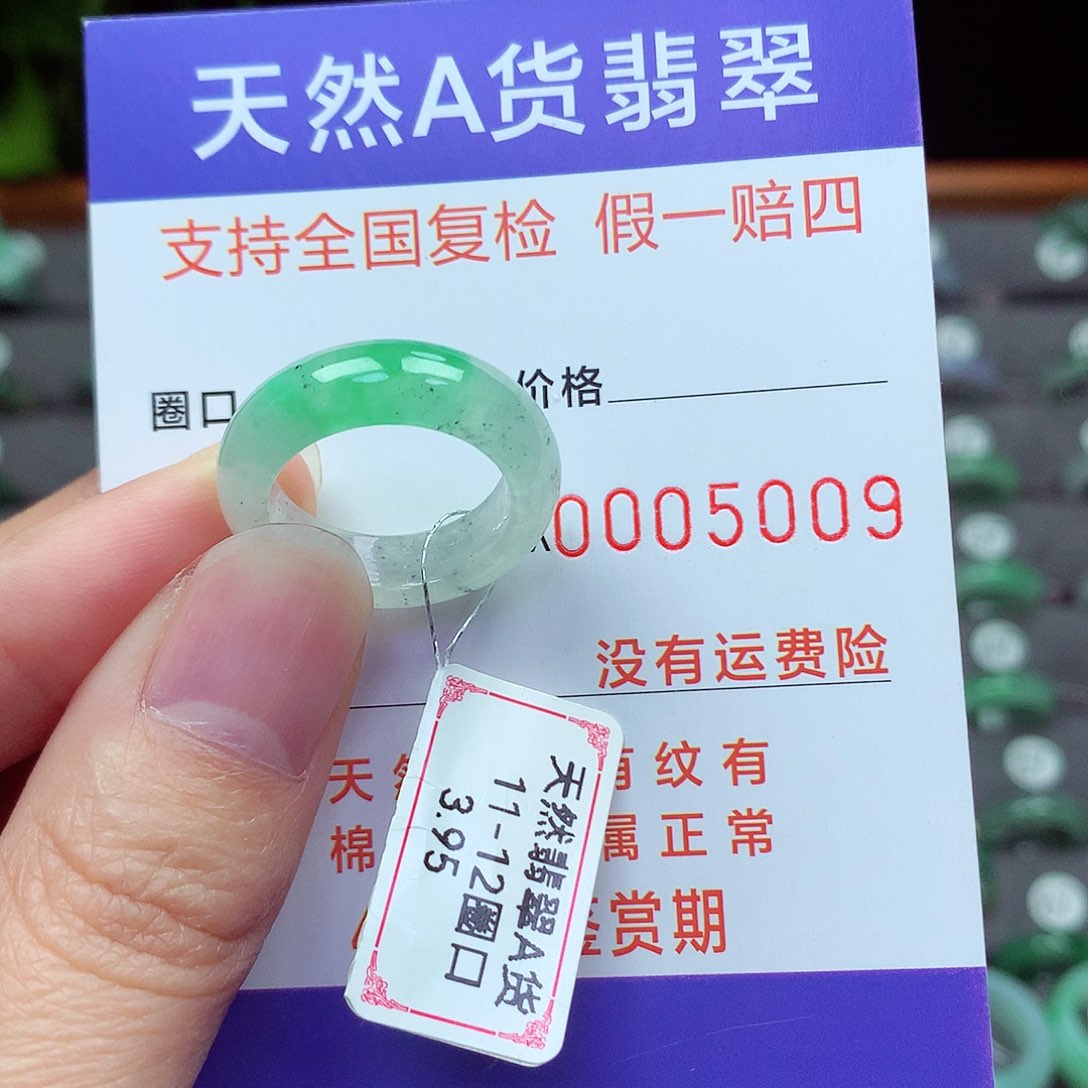 天然A货翡翠
支持全国复检 假一赔四
圈口 价格
0005009
没有运费险
天 有纹有
棉 属正常
鉴赏期
天然翡翠A货
11-12圈口
3.95